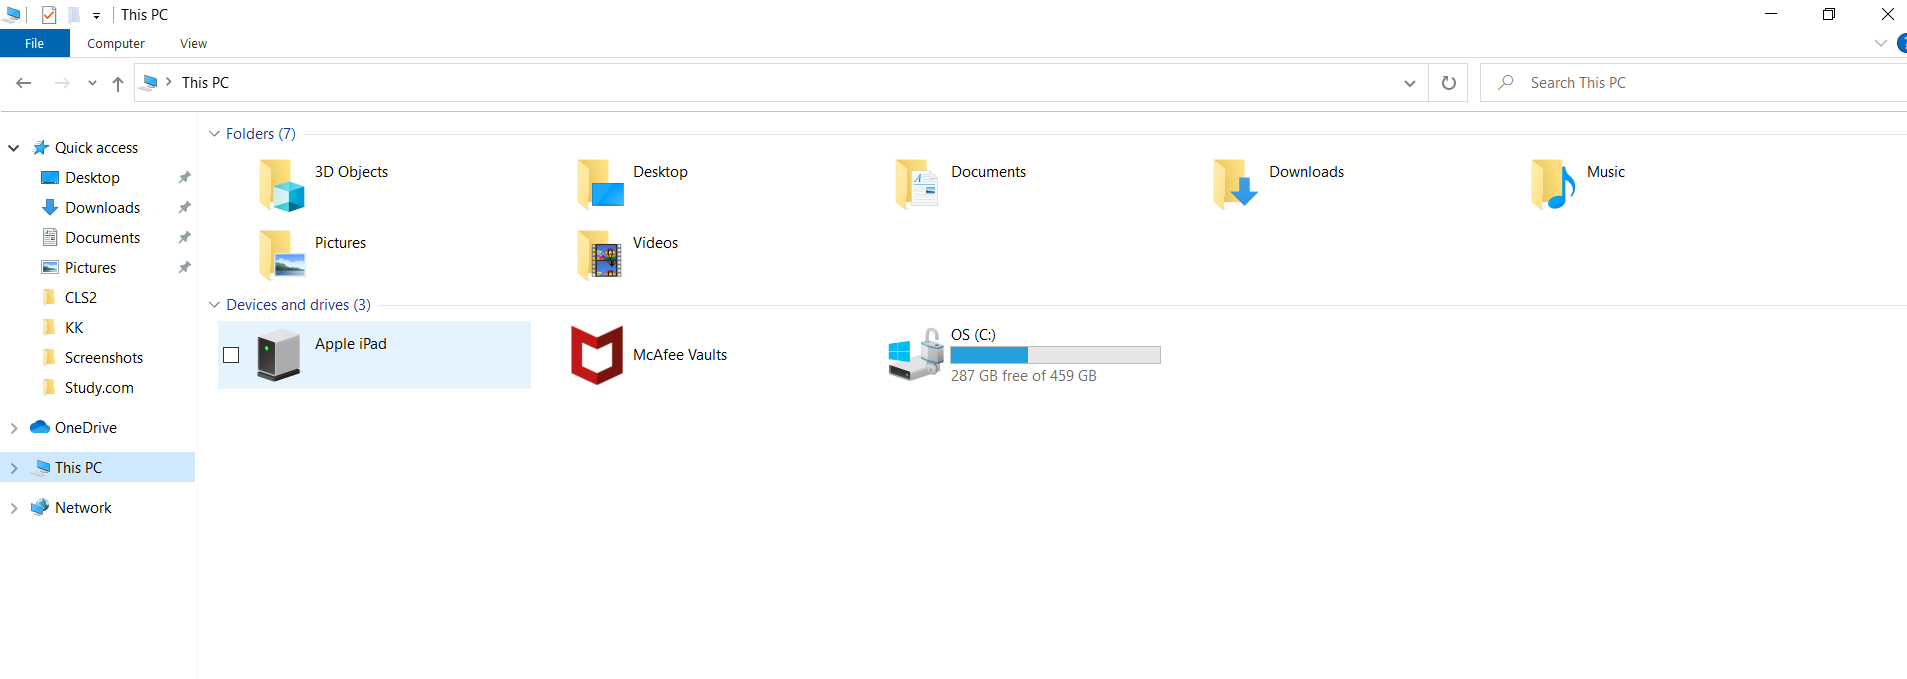 This PC
File Computer View
This PC
Search This PC
Quick access
Desktop
Downloads
Documents
Pictures
CLS2
KK
Screenshots
Study.com
OneDrive
This PC
Network
Folders (7)
3D Objects
Desktop
Documents
Downloads
Music
Pictures
Videos
Devices and drives (3)
Apple iPad
McAfee Vaults
OS (C:)
287 GB free of 459 GB